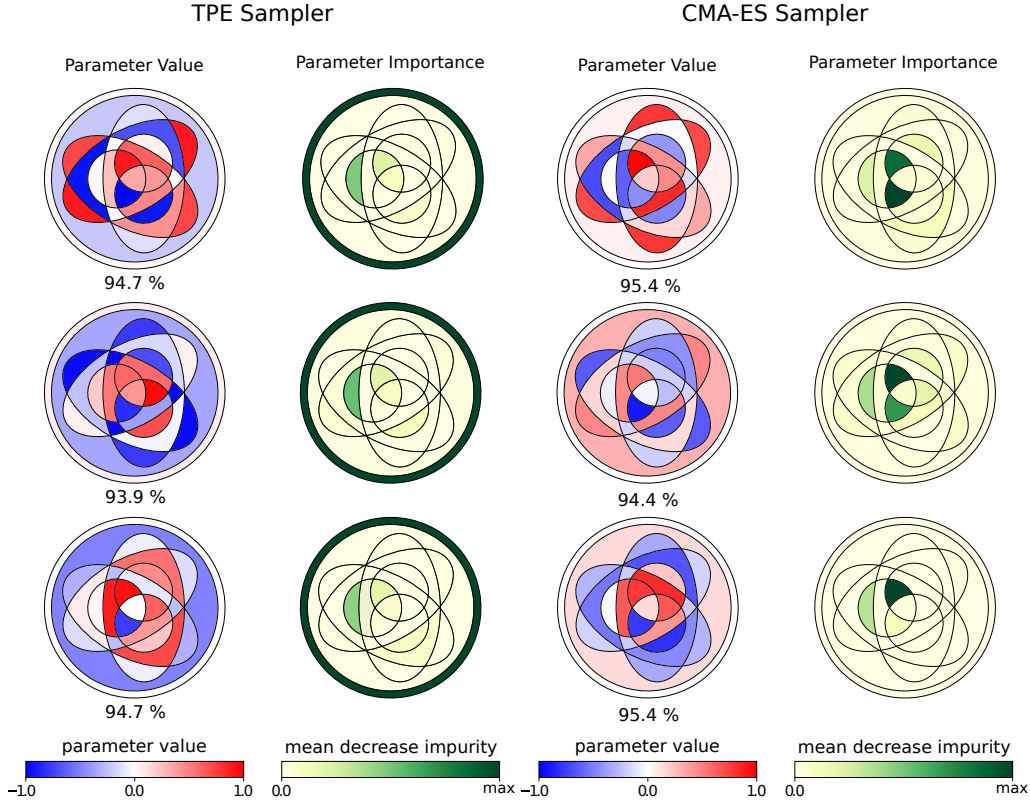 TPE Sampler
CMA-ES Sampler
Parameter Value
Parameter Importance
Parameter Value
Parameter Importance
94.7 %
95.4 %
93.9 %
94.4 %
94.7 %
95.4 %
parameter value
mean decrease impurity
parameter value
mean decrease impurity
−1.0 0.0 1.0
0.0 max
−1.0 0.0 1.0
0.0 max